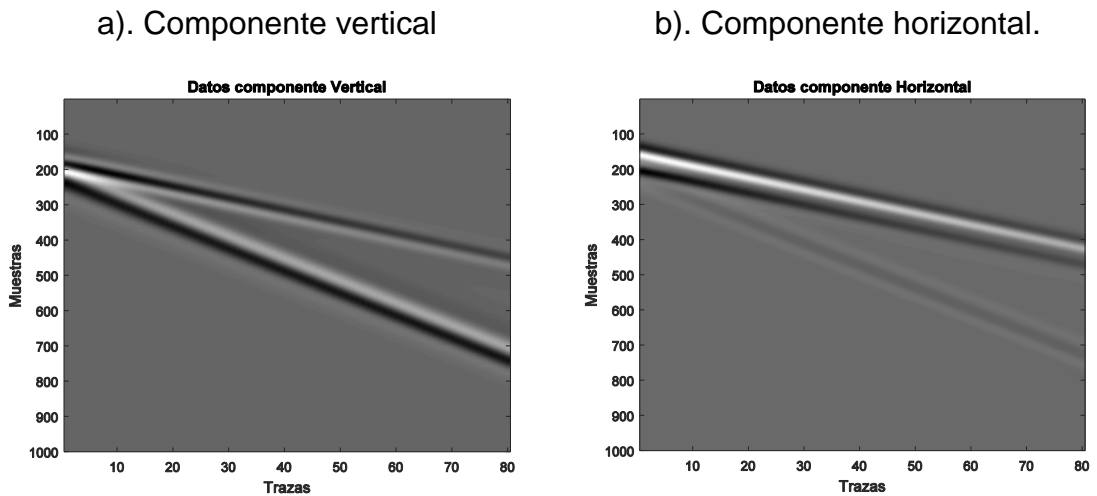 a). Componente vertical
b). Componente horizontal.
Datos componente Vertical
Muestras
100
200
300
400
500
600
700
800
900
1000
10 20 30 40 50 60 70 80
Trazas
Datos componente Horizontal
Muestras
100
200
300
400
500
600
700
800
900
1000
10 20 30 40 50 60 70 80
Trazas